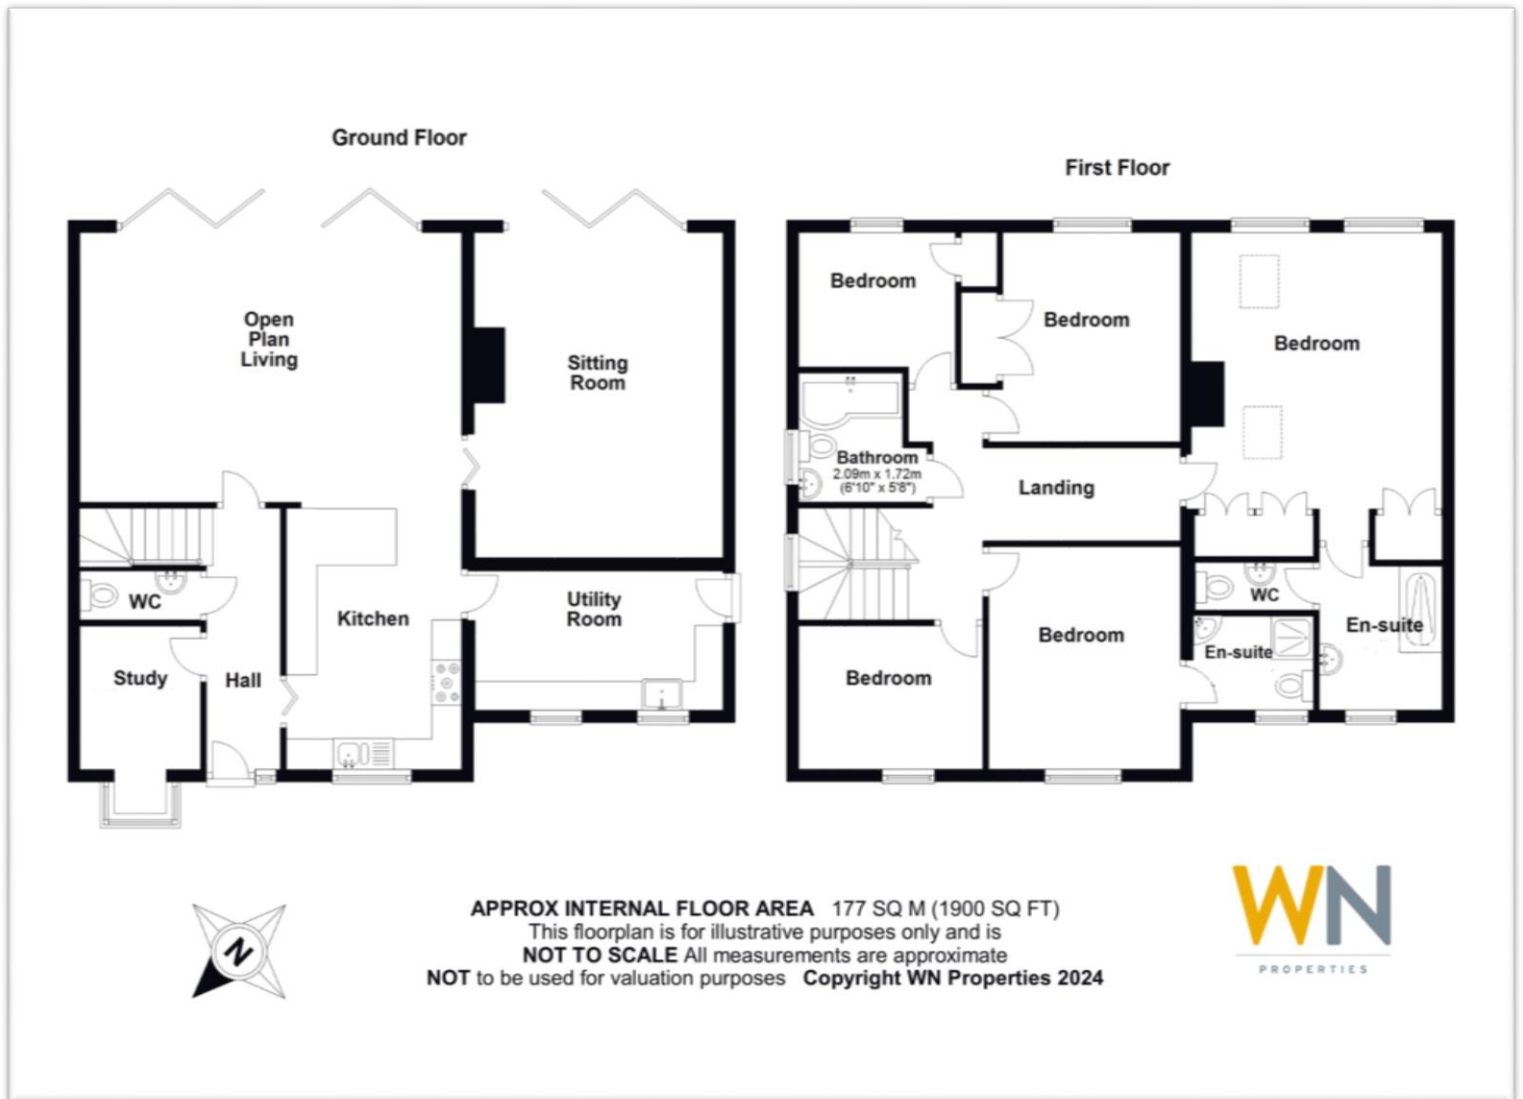 Ground Floor
Open
Plan
Living
Sitting
Room
WC
Kitchen
Utility
Room
Study
Hall
First Floor
Bedroom
Bedroom
Bedroom
Bathroom
2.09m x 1.72m
(6'10" x 5'8")
Landing
WC
En-suite
En-suite
Bedroom
Bedroom
N
APPROX INTERNAL FLOOR AREA 177 SQ M (1900 SQ FT)
This floorplan is for illustrative purposes only and is
NOT TO SCALE All measurements are approximate
NOT to be used for valuation purposes Copyright WN Properties 2024
WN
PROPERTIES